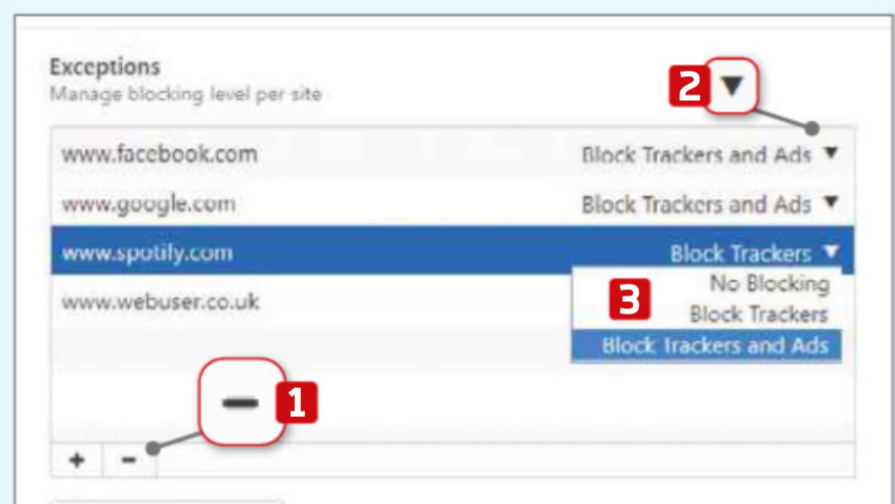 Exceptions
Manage blocking level per site
2 ▼
www.facebook.com Block Trackers and Ads ▼
www.google.com Block Trackers and Ads ▼
www.spotify.com Block Trackers ▼
No Blocking
www.webuser.co.uk
3
Block Trackers
Block Trackers and Ads
– 1
+ –